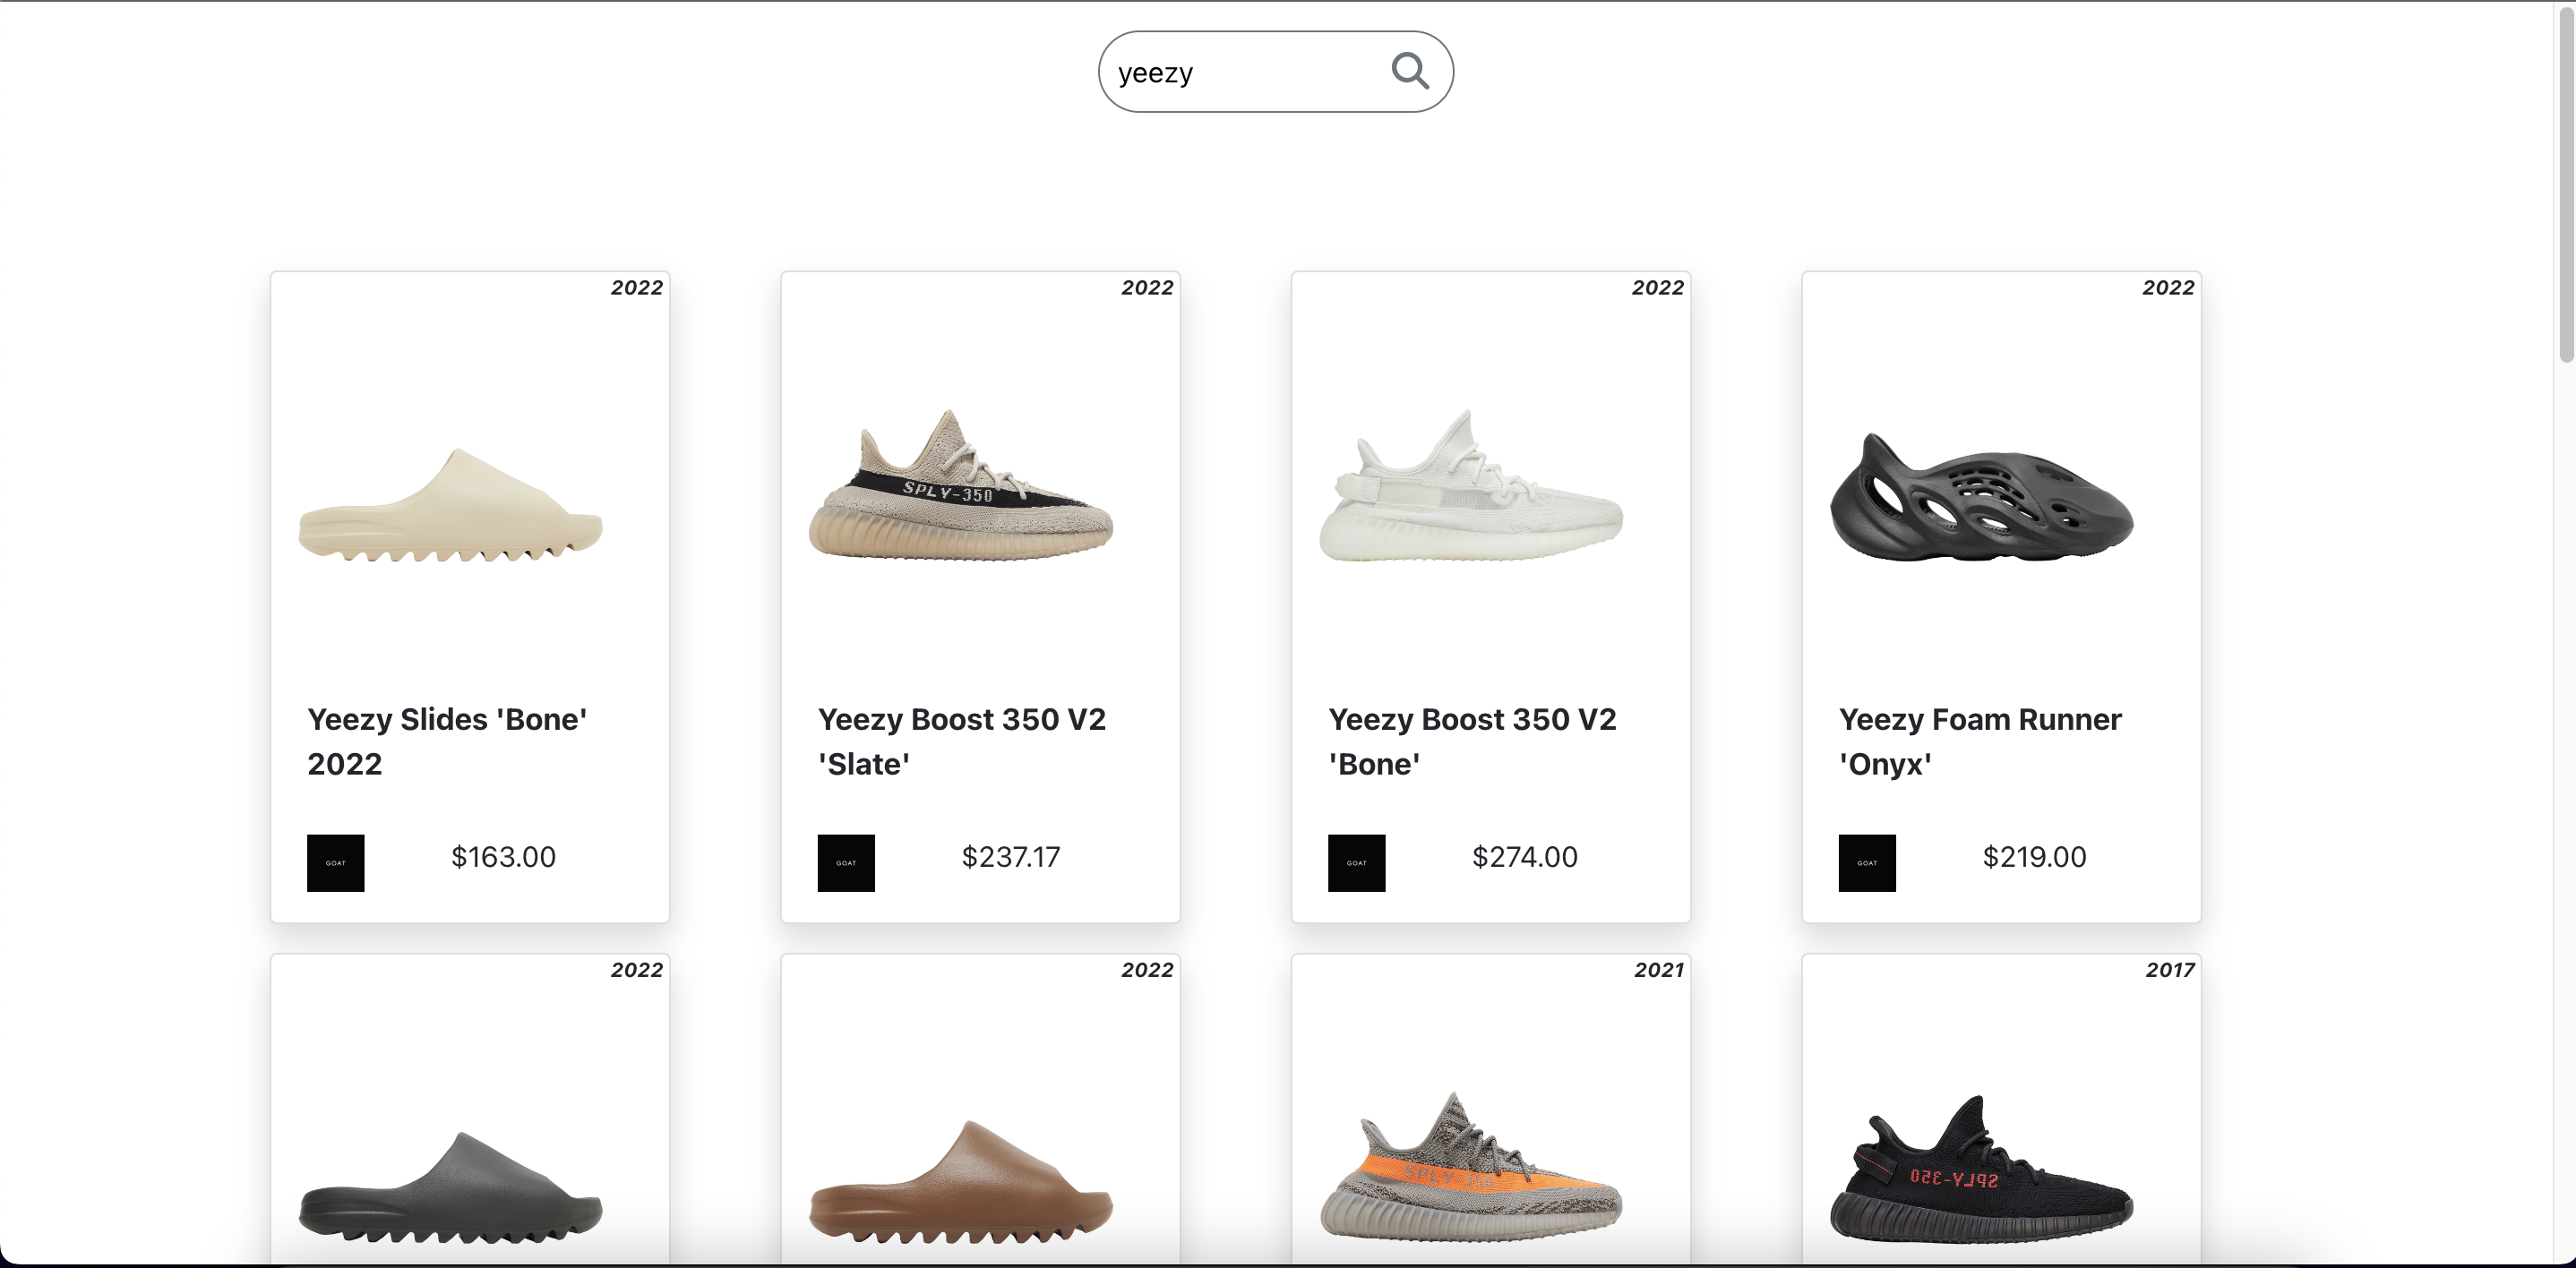 yeezy
2022
2022
2022
2022
SPLY-350
Yeezy Slides 'Bone'
2022
Yeezy Boost 350 V2
'Slate'
Yeezy Boost 350 V2
'Bone'
Yeezy Foam Runner
'Onyx'
GOAT
$163.00
GOAT
$237.17
GOAT
$274.00
GOAT
$219.00
2022
2022
2021
2017
SPLY-350
SPLY-350